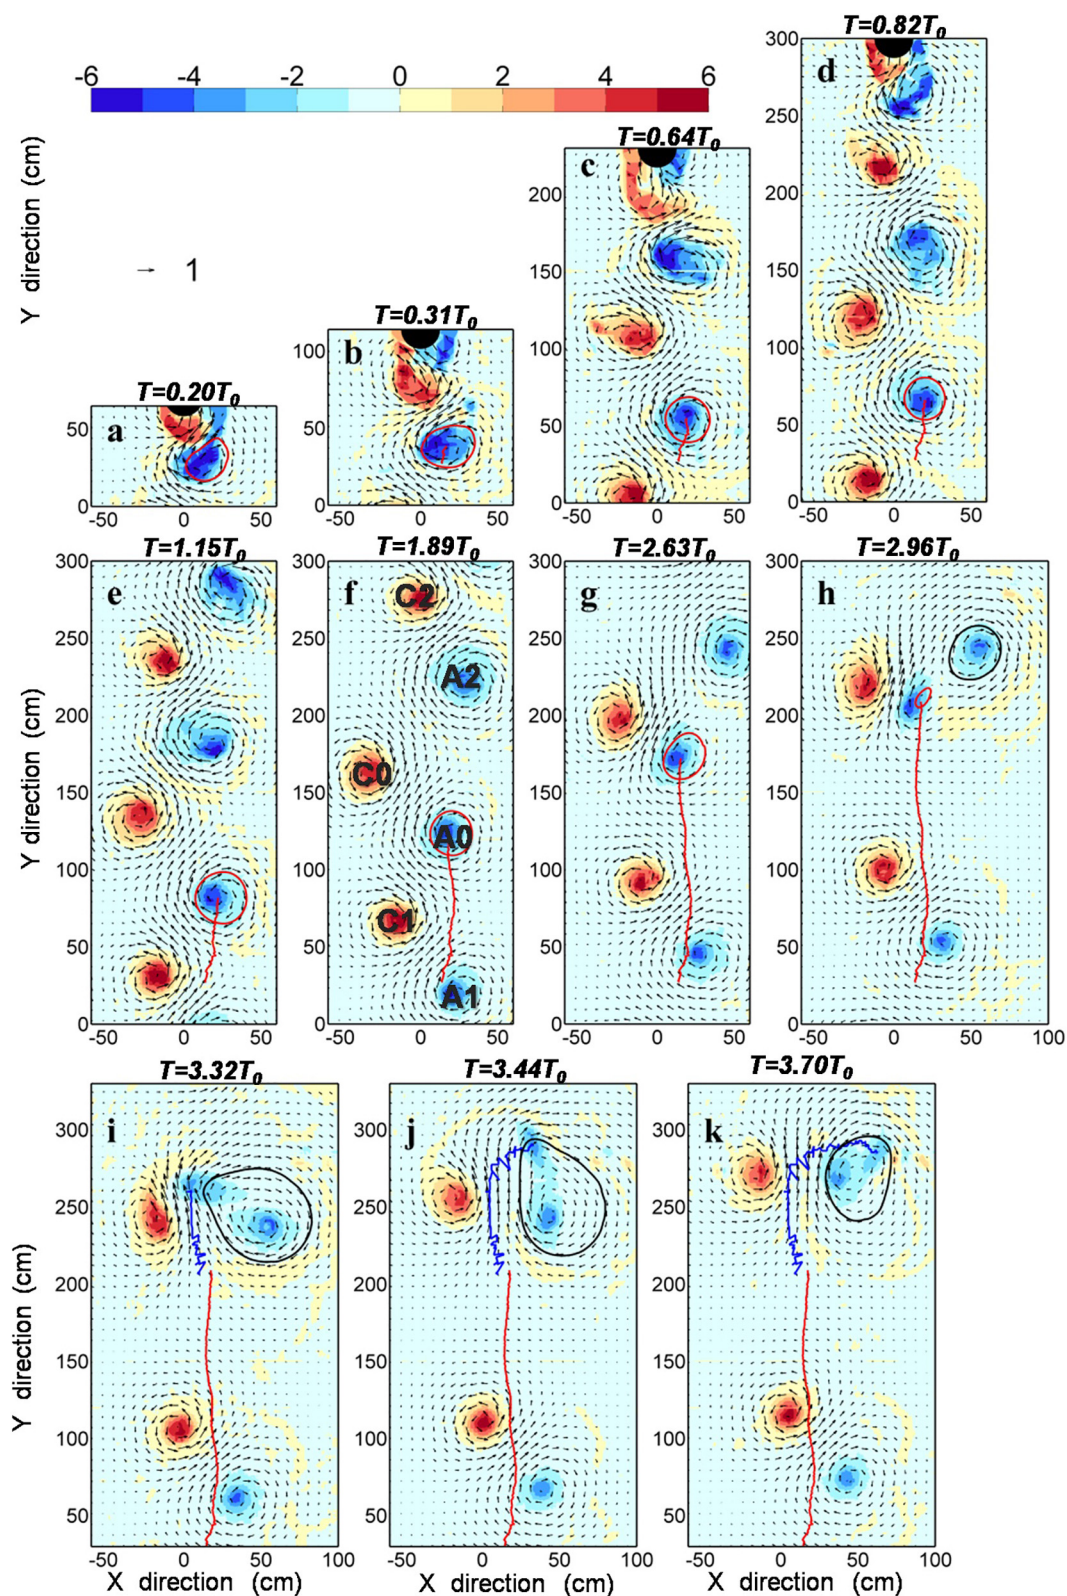 T=0.82T0
-6 -4 -2 0 2 4 6
d
300
250
200
150
100
50
0
-50 0 50
T=0.64T0
c
200
150
100
50
0
-50 0 50
Y direction (cm)
1
T=0.31T0
b
100
50
0
-50 0 50
T=0.20T0
a
50
0
-50 0 50
T=1.15T0
e
300
250
200
150
100
50
0
-50 0 50
T=1.89T0
f
C2
A2
C0
A0
C1
A1
300
250
200
150
100
50
0
-50 0 50
T=2.63T0
g
300
250
200
150
100
50
0
-50 0 50
T=2.96T0
h
300
250
200
150
100
50
0
-50 0 50 100
Y direction (cm)
T=3.32T0
i
300
250
200
150
100
50
-50 0 50 100
X direction (cm)
T=3.44T0
j
300
250
200
150
100
50
-50 0 50 100
X direction (cm)
T=3.70T0
k
300
250
200
150
100
50
-50 0 50 100
X direction (cm)
Y direction (cm)